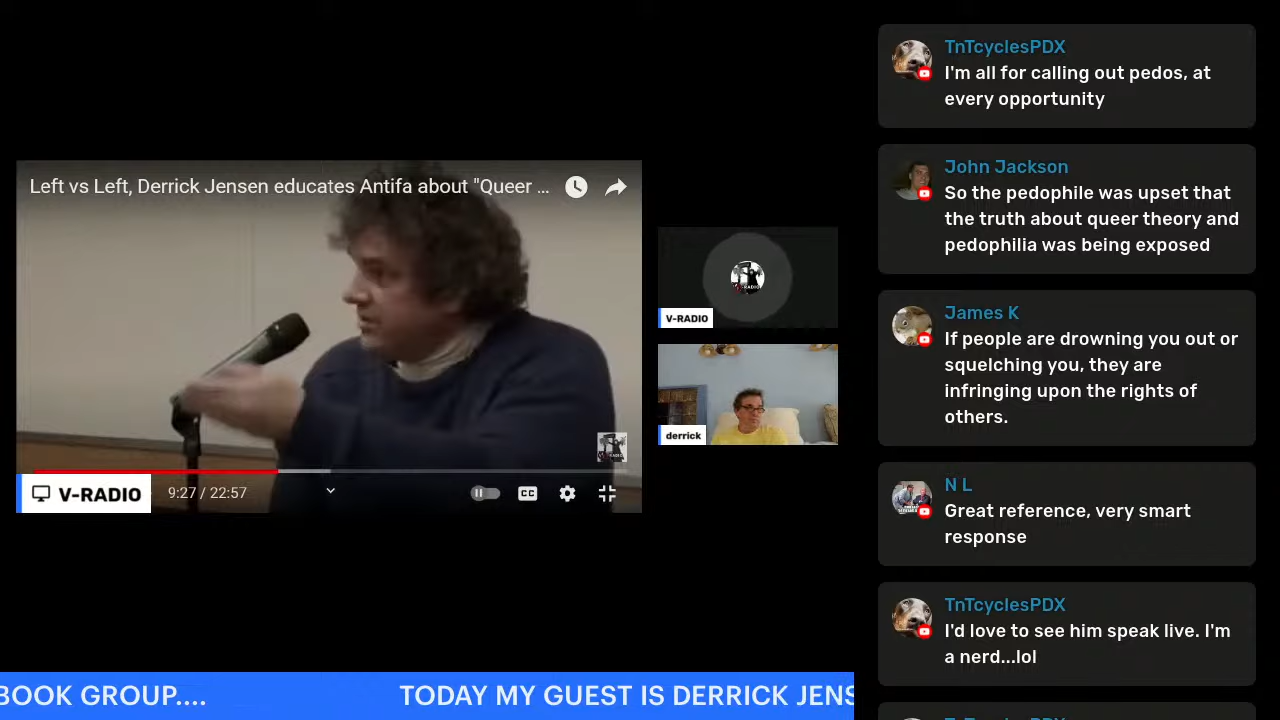 Left vs Left, Derrick Jensen educates Antifa about "Queer ...
V-RADIO
9:27 / 22:57
CC
V-RADIO
derrick
BOOK GROUP....
TODAY MY GUEST IS DERRICK JENS
TnTcyclesPDX
I'm all for calling out pedos, at
every opportunity
John Jackson
So the pedophile was upset that
the truth about queer theory and
pedophilia was being exposed
James K
If people are drowning you out or
squelching you, they are
infringing upon the rights of
others.
N L
Great reference, very smart
response
TnTcyclesPDX
I'd love to see him speak live. I'm
a nerd...lol